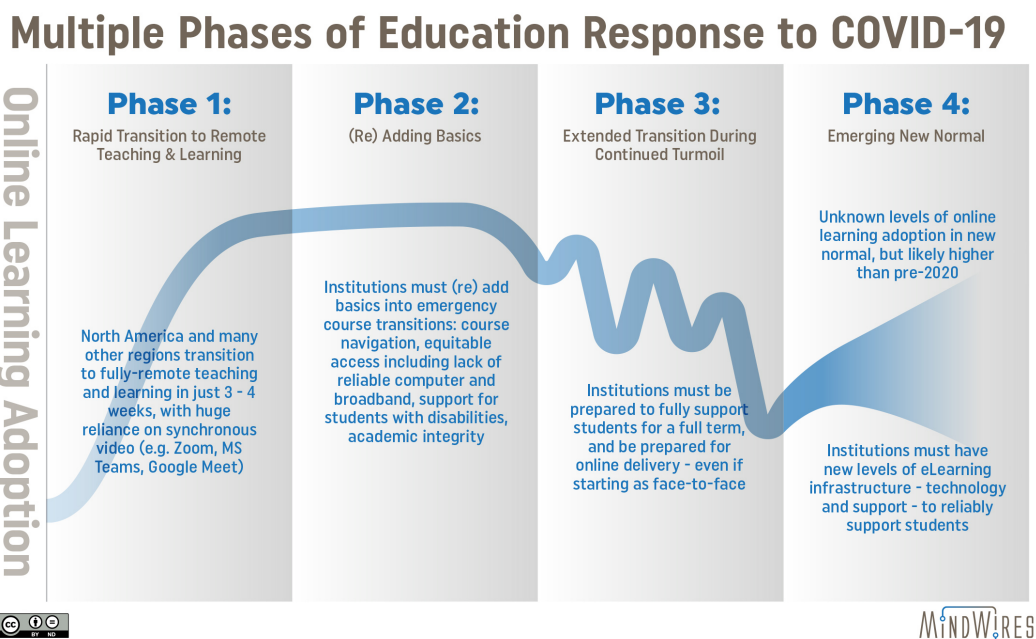 Multiple Phases of Education Response to COVID-19
Online Learning Adoption
Phase 1:
Rapid Transition to Remote
Teaching & Learning
North America and many
other regions transition
to fully-remote teaching
and learning in just 3 - 4
weeks, with huge
reliance on synchronous
video (e.g. Zoom, MS
Teams, Google Meet)
Phase 2:
(Re) Adding Basics
Institutions must (re) add
basics into emergency
course transitions: course
navigation, equitable
access including lack of
reliable computer and
broadband, support for
students with disabilities,
academic integrity
Phase 3:
Extended Transition During
Continued Turmoil
Institutions must be
prepared to fully support
students for a full term,
and be prepared for
online delivery - even if
starting as face-to-face
Phase 4:
Emerging New Normal
Unknown levels of online
learning adoption in new
normal, but likely higher
than pre-2020
Institutions must have
new levels of eLearning
infrastructure - technology
and support - to reliably
support students
cc
BY ND
MINDWIRES